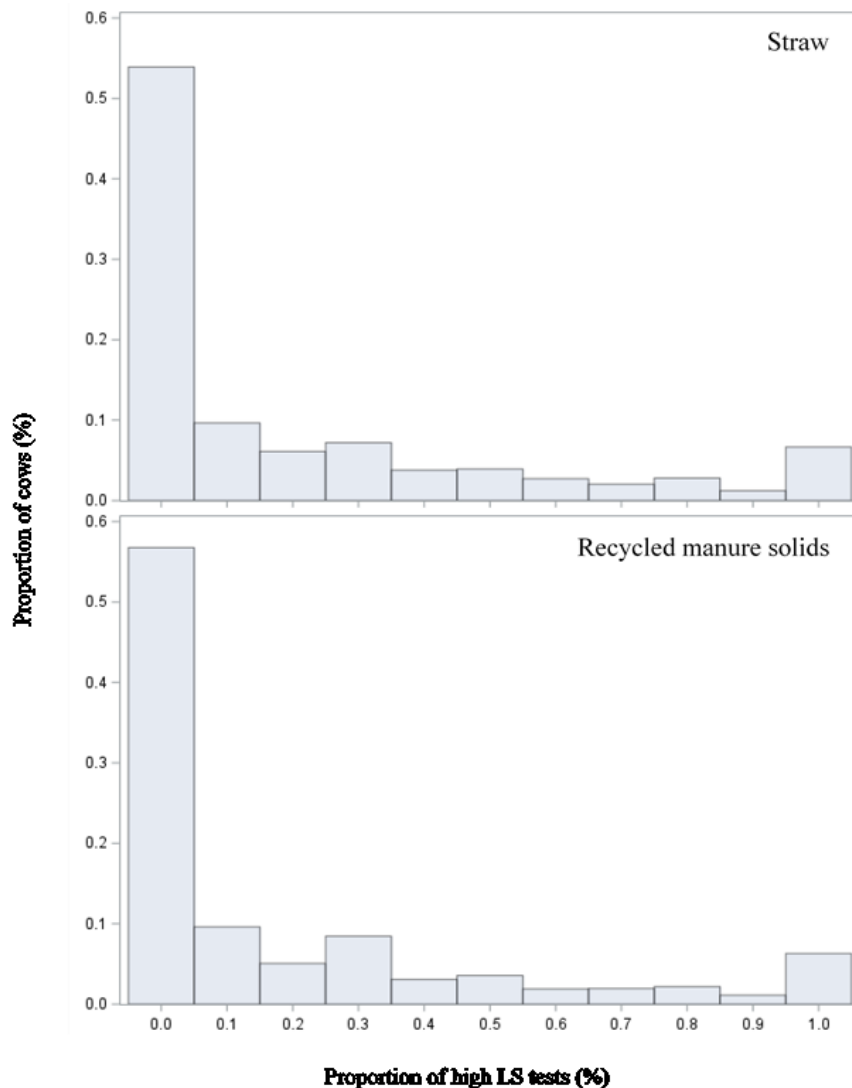 Straw
0.6
0.5
0.4
0.3
0.2
0.1
0.0
Proportion of cows (%)
Recycled manure solids
0.6
0.5
0.4
0.3
0.2
0.1
0.0
0.0 0.1 0.2 0.3 0.4 0.5 0.6 0.7 0.8 0.9 1.0
Proportion of high LS tests (%)